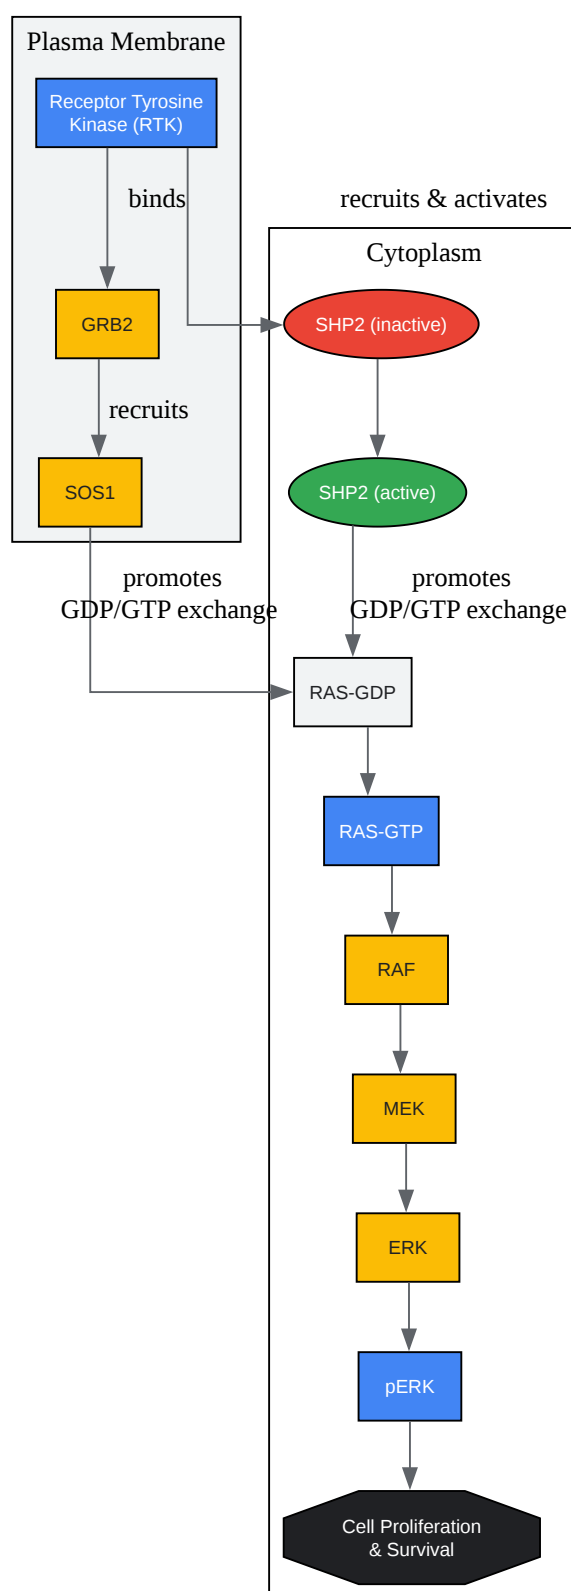 Plasma Membrane
Receptor Tyrosine
Kinase (RTK)
binds
recruits & activates
Cytoplasm
GRB2
SHP2 (inactive)
recruits
SOS1
SHP2 (active)
promotes
GDP/GTP exchange
promotes
GDP/GTP exchange
RAS-GDP
RAS-GTP
RAF
MEK
ERK
pERK
Cell Proliferation
& Survival